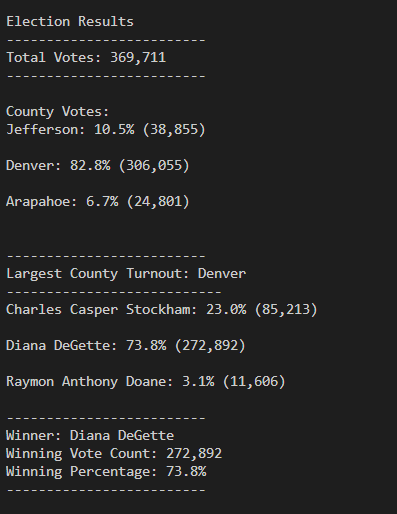 Election Results
-------------------------
Total Votes: 369,711
-------------------------
County Votes:
Jefferson: 10.5% (38,855)
Denver: 82.8% (306,055)
Arapahoe: 6.7% (24,801)
-------------------------
Largest County Turnout: Denver
---------------------------
Charles Casper Stockham: 23.0% (85,213)
Diana DeGette: 73.8% (272,892)
Raymon Anthony Doane: 3.1% (11,606)
-------------------------
Winner: Diana DeGette
Winning Vote Count: 272,892
Winning Percentage: 73.8%
-------------------------